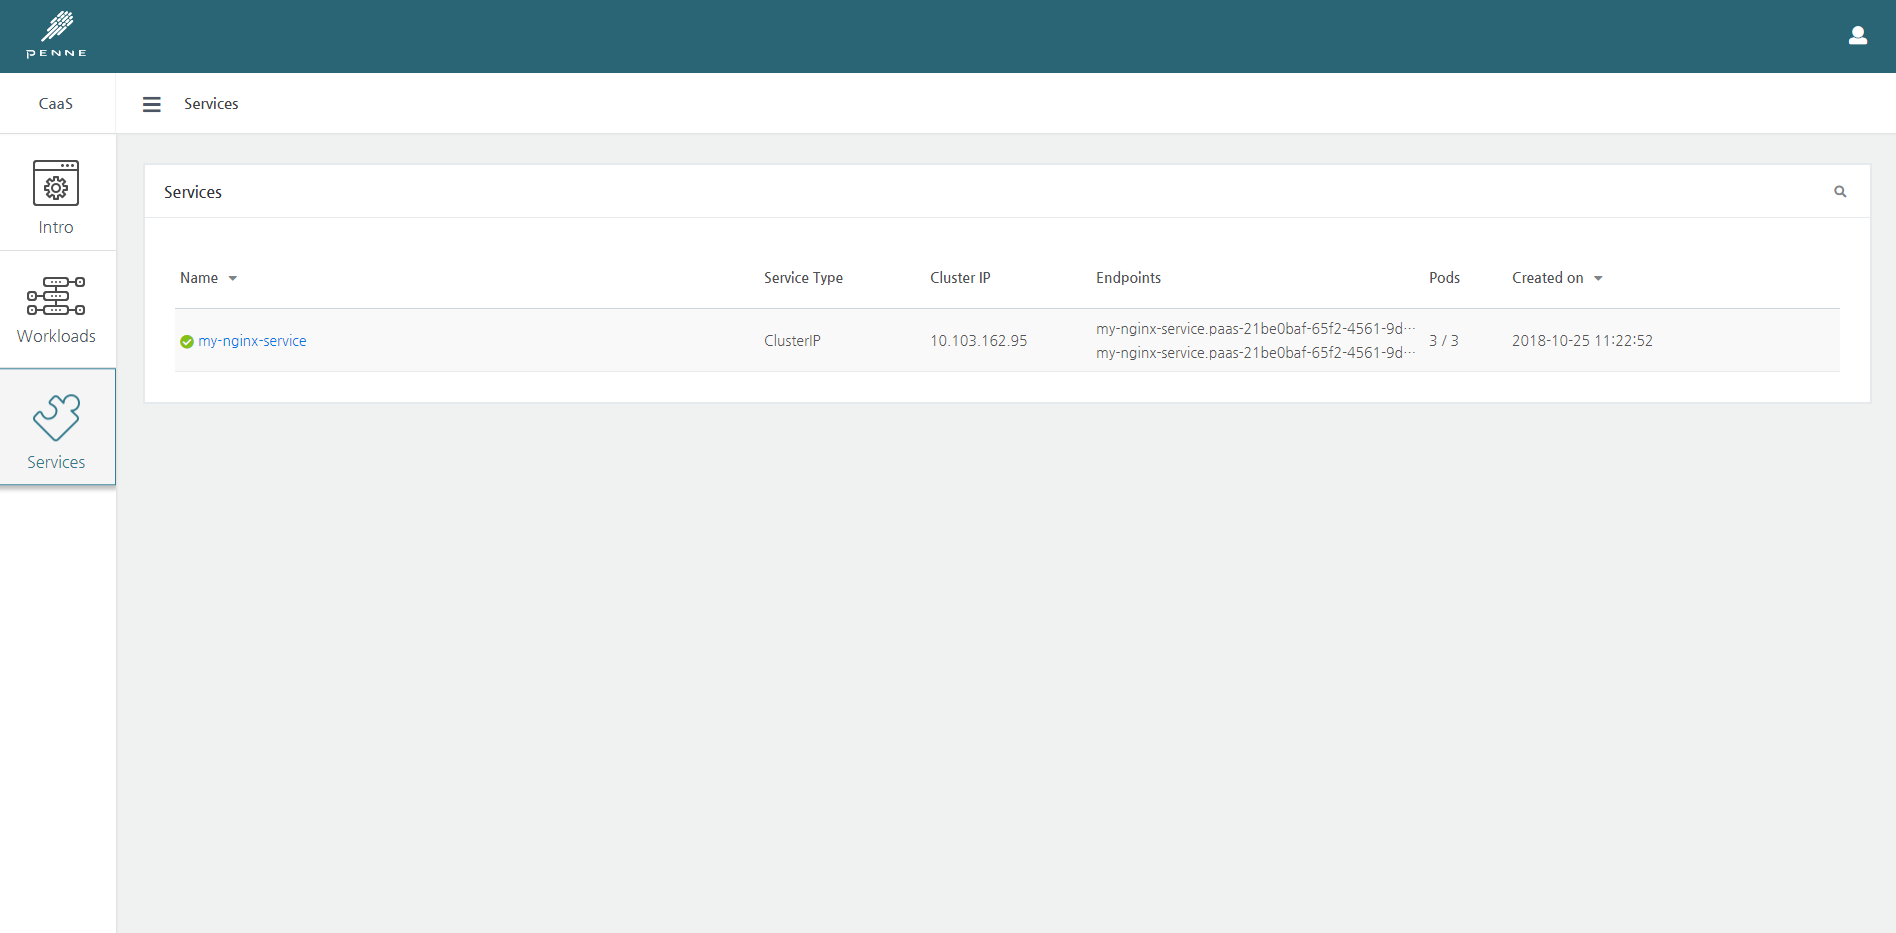 PENNE
CaaS
Services
Intro
Workloads
Services
Services
Name Service Type Cluster IP Endpoints Pods Created on
my-nginx-service ClusterIP 10.103.162.95 my-nginx-service.paas-21be0baf-65f2-4561-9d··· 3 / 3 2018-10-25 11:22:52
my-nginx-service.paas-21be0baf-65f2-4561-9d···